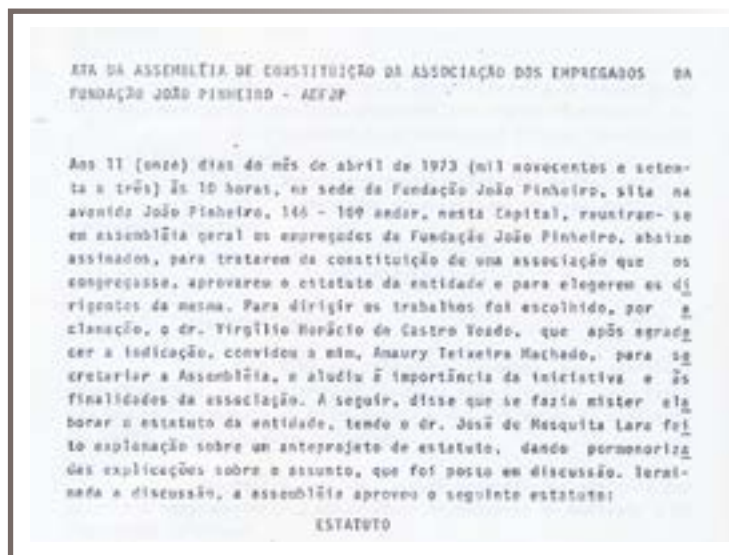 ATA DA ASSEMBLÉIA DE CONSTITUIÇÃO DA ASSOCIAÇÃO DOS EMPREGADOS DA
FUNDAÇÃO JOÃO PINHEIRO - AEFJP
Aos 11 (onze) dias do mês de abril de 1973 (mil novecentos e seten-
ta e três) às 10 horas, na sede da Fundação João Pinheiro, sita na
avenida João Pinheiro, 146 - 10º andar, nesta Capital, reuniram- se
em assembléia geral os empregados da Fundação João Pinheiro, abaixo
assinados, para tratarem da constituição de uma associação que os
congregasse, aprovarem o estatuto da entidade e para elegerem os di
rigentes da mesma. Para dirigir os trabalhos foi escolhido, por a
clamação, o dr. Virgílio Horácio de Castro Veado, que após agrade
cer a indicação, convidou a mim, Amaury Teixeira Machado, para se
cretariar a Assembléia, e aludiu à importância da iniciativa e às
finalidades da associação. A seguir, disse que se fazia mister ela
borar o estatuto da entidade, tendo o dr. José de Mesquita Lara fei
to explanação sobre um anteprojeto de estatuto, dando pormenoriza
das explicações sobre o assunto, que foi posto em discussão. Termi-
nada a discussão, a assembléia aprovou o seguinte estatuto:
ESTATUTO